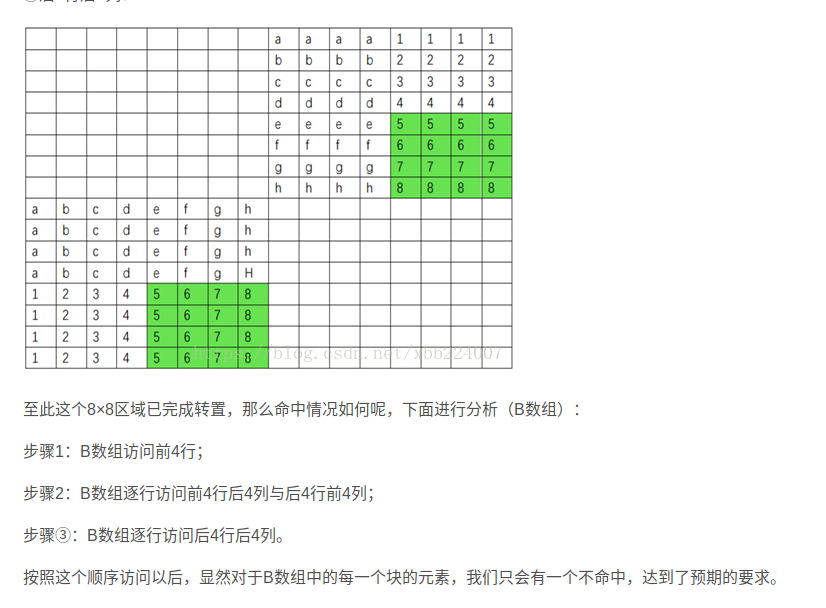 a a a a 1 1 1 1
b b b b 2 2 2 2
c c c c 3 3 3 3
d d d d 4 4 4 4
e e e e 5 5 5 5
f f f f 6 6 6 6
g g g g 7 7 7 7
h h h h 8 8 8 8
a b c d e f g h
a b c d e f g h
a b c d e f g h
a b c d e f g H
1 2 3 4 5 6 7 8
1 2 3 4 5 6 7 8
1 2 3 4 5 6 7 8
1 2 3 4 5 6 7 8
https://blog.csdn.net/xbb224007
至此这个8×8区域已完成转置，那么命中情况如何呢，下面进行分析（B数组）：
步骤1：B数组访问前4行；
步骤2：B数组逐行访问前4行后4列与后4行前4列；
步骤③：B数组逐行访问后4行后4列。
按照这个顺序访问以后，显然对于B数组中的每一个块的元素，我们只会有一个不命中，达到了预期的要求。